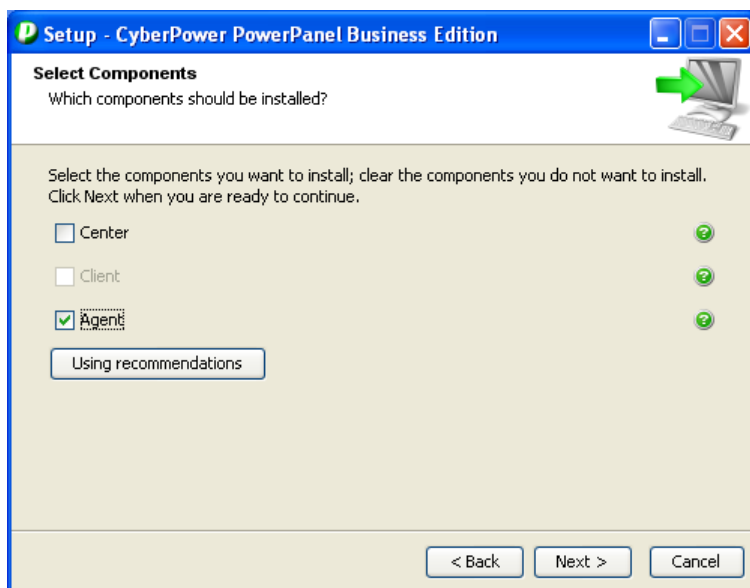 Setup - CyberPower PowerPanel Business Edition
Select Components
Which components should be installed?
Select the components you want to install; clear the components you do not want to install.
Click Next when you are ready to continue.
Center
Client
Agent
Using recommendations
< Back
Next >
Cancel